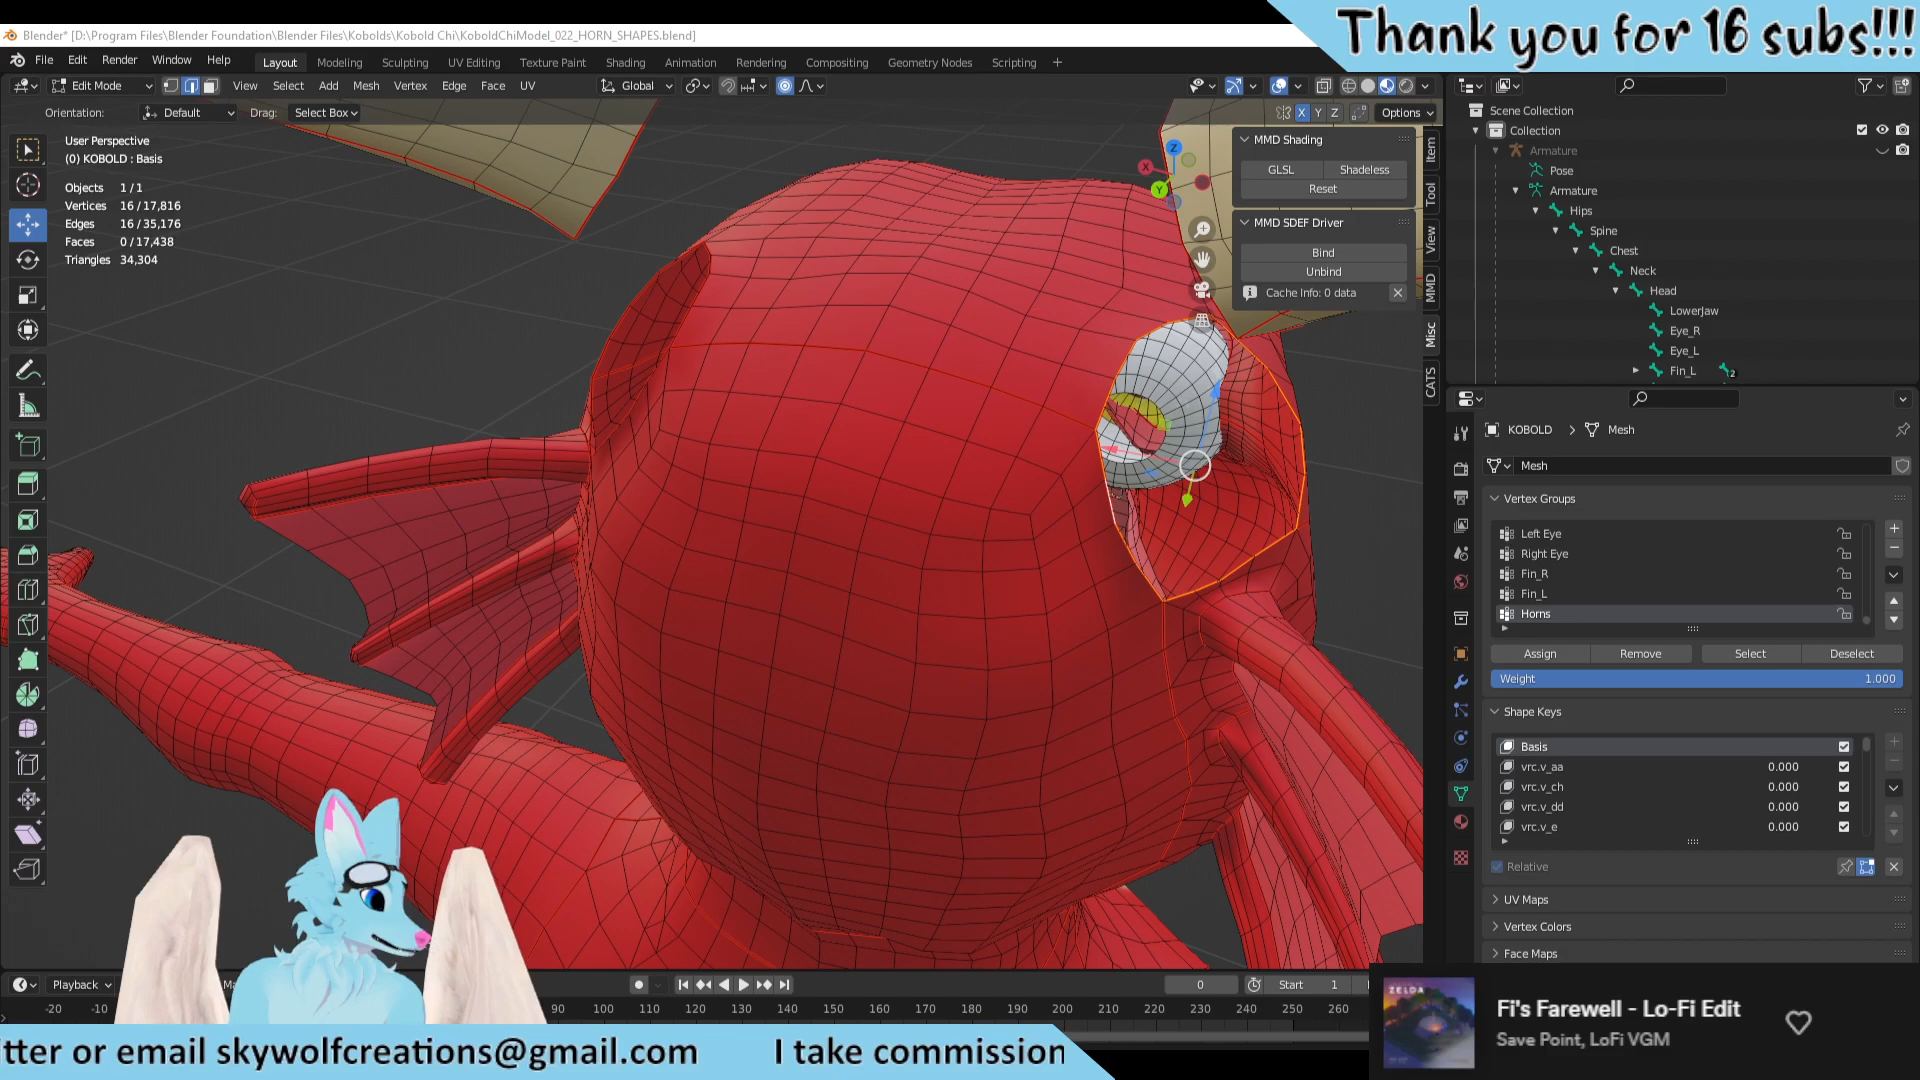 Thank you for 16 subs!!!
Blender* [D:\Program Files\Blender Foundation\Blender Files\Kobolds\Kobold Chi\KoboldChiModel_022_HORN_SHAPES.blend]
File Edit Render Window Help Layout Modeling Sculpting UV Editing Texture Paint Shading Animation Rendering Compositing Geometry Nodes Scripting +
Edit Mode View Select Add Mesh Vertex Edge Face UV Global
Orientation: Default Drag: Select Box X Y Z Options
User Perspective
(0) KOBOLD : Basis
Objects 1/1
Vertices 16/17,816
Edges 16/35,176
Faces 0/17,438
Triangles 34,304
Z
X
Y
MMD Shading
GLSL Shadeless
Reset
MMD SDEF Driver
Bind
Unbind
Cache Info: 0 data
Item
Tool
View
MMD
Misc
CATS
Scene Collection
Collection
Armature
Pose
Armature
Hips
Spine
Chest
Neck
Head
LowerJaw
Eye_R
Eye_L
Fin_L 2
KOBOLD > Mesh
Mesh
Vertex Groups
Left Eye
Right Eye
Fin_R
Fin_L
Horns
Assign Remove Select Deselect
Weight 1.000
Shape Keys
Basis
vrc.v_aa 0.000
vrc.v_ch 0.000
vrc.v_dd 0.000
vrc.v_e 0.000
Relative
UV Maps
Vertex Colors
Face Maps
Playback Ma 0 Start 1
-20 -10 90 100 110 120 130 140 150 160 170 180 190 200 210 220 230 240 250 260
ZELDA
Fi's Farewell - Lo-Fi Edit
Save Point, LoFi VGM
itter or email skywolfcreations@gmail.com I take commission